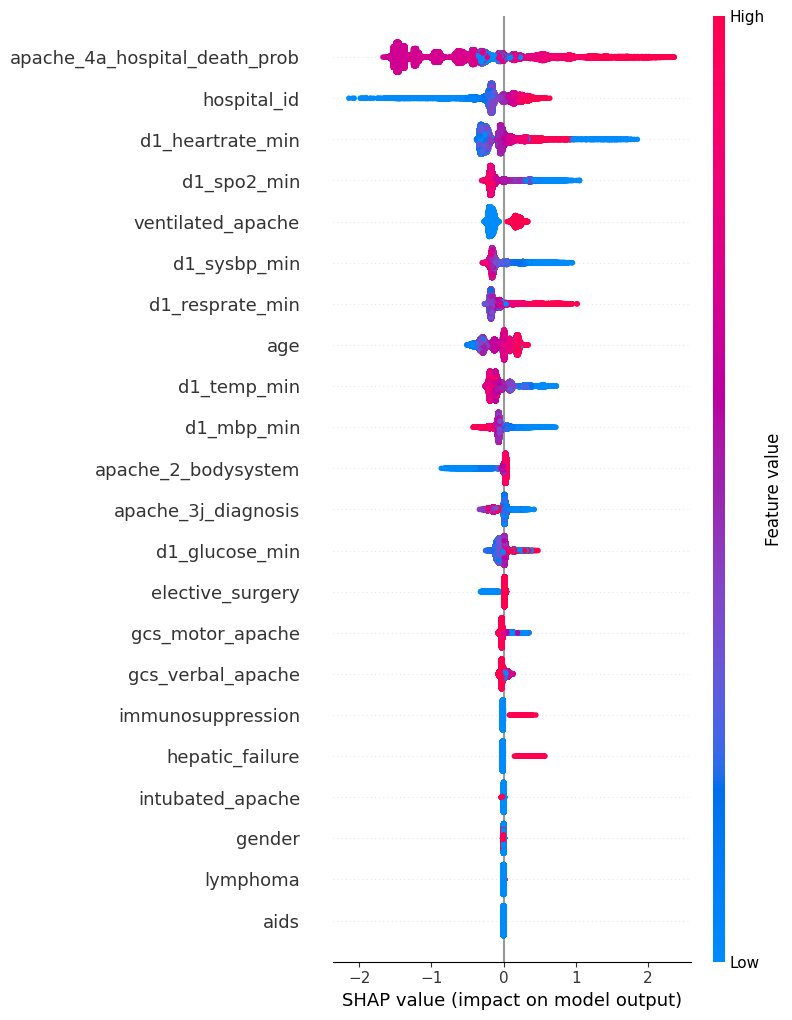 High
apache_4a_hospital_death_prob
hospital_id
d1_heartrate_min
d1_spo2_min
ventilated_apache
d1_sysbp_min
d1_resprate_min
age
d1_temp_min
d1_mbp_min
apache_2_bodysystem
apache_3j_diagnosis
d1_glucose_min
elective_surgery
gcs_motor_apache
gcs_verbal_apache
immunosuppression
hepatic_failure
intubated_apache
gender
lymphoma
aids
Low
Feature value
−2 −1 0 1 2
SHAP value (impact on model output)